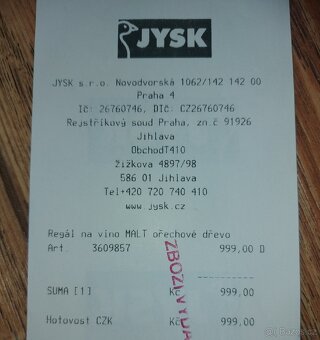 JYSK
JYSK s r.o. Novodvorská 1062/142 142 00
Praha 4
Ič: 26760746, DIč: CZ26760746
Rejstříkový soud Praha, zn.č 91926
Jihlava
ObchodT410
Žižkova 4897/98
586 01 Jihlava
Tel+420 720 740 410
www.jysk.cz
Regál na víno MALT ořechové dřevo
Art. 3609857 999,00 D
SUMA [1] Kč 999,00
Hotovost CZK Kč 999,00
ZBOŽÍ